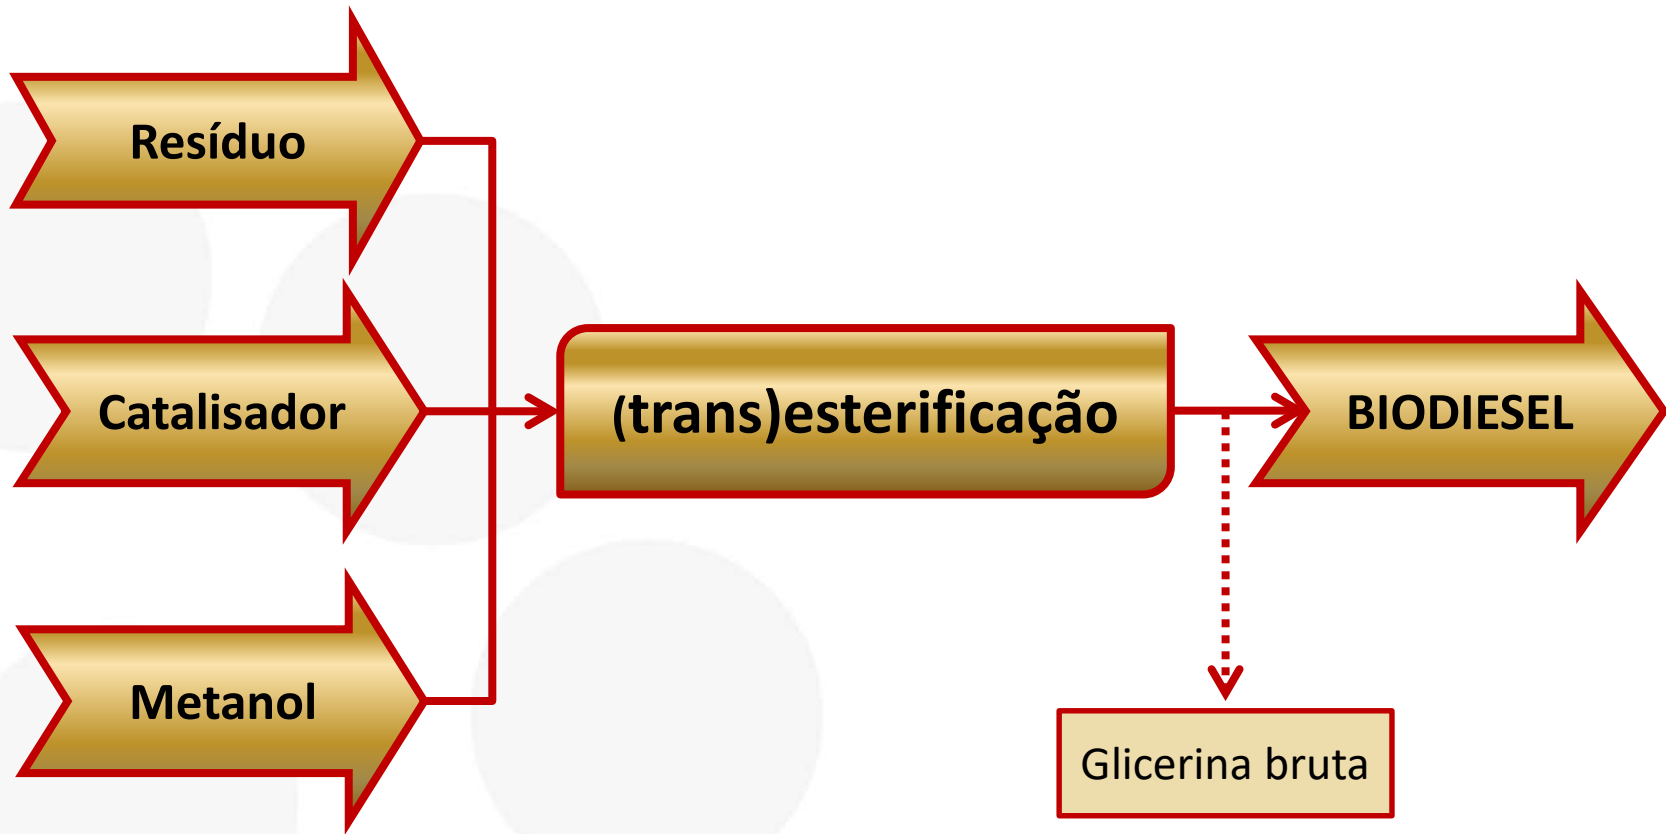 Resíduo
Catalisador
(trans)esterificação
BIODIESEL
Metanol
Glicerina bruta